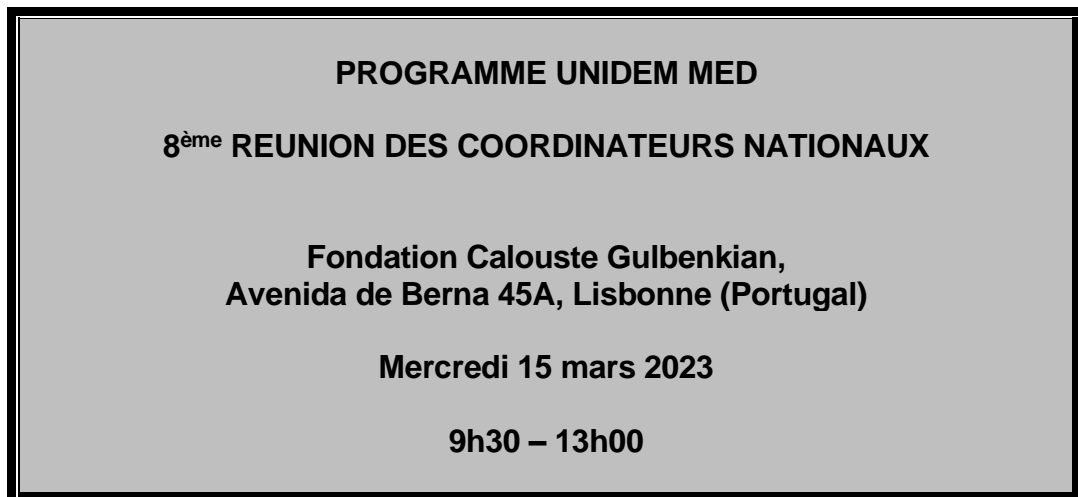 PROGRAMME UNIDEM MED
8ème REUNION DES COORDINATEURS NATIONAUX
Fondation Calouste Gulbenkian,
Avenida de Berna 45A, Lisbonne (Portugal)
Mercredi 15 mars 2023
9h30 – 13h00